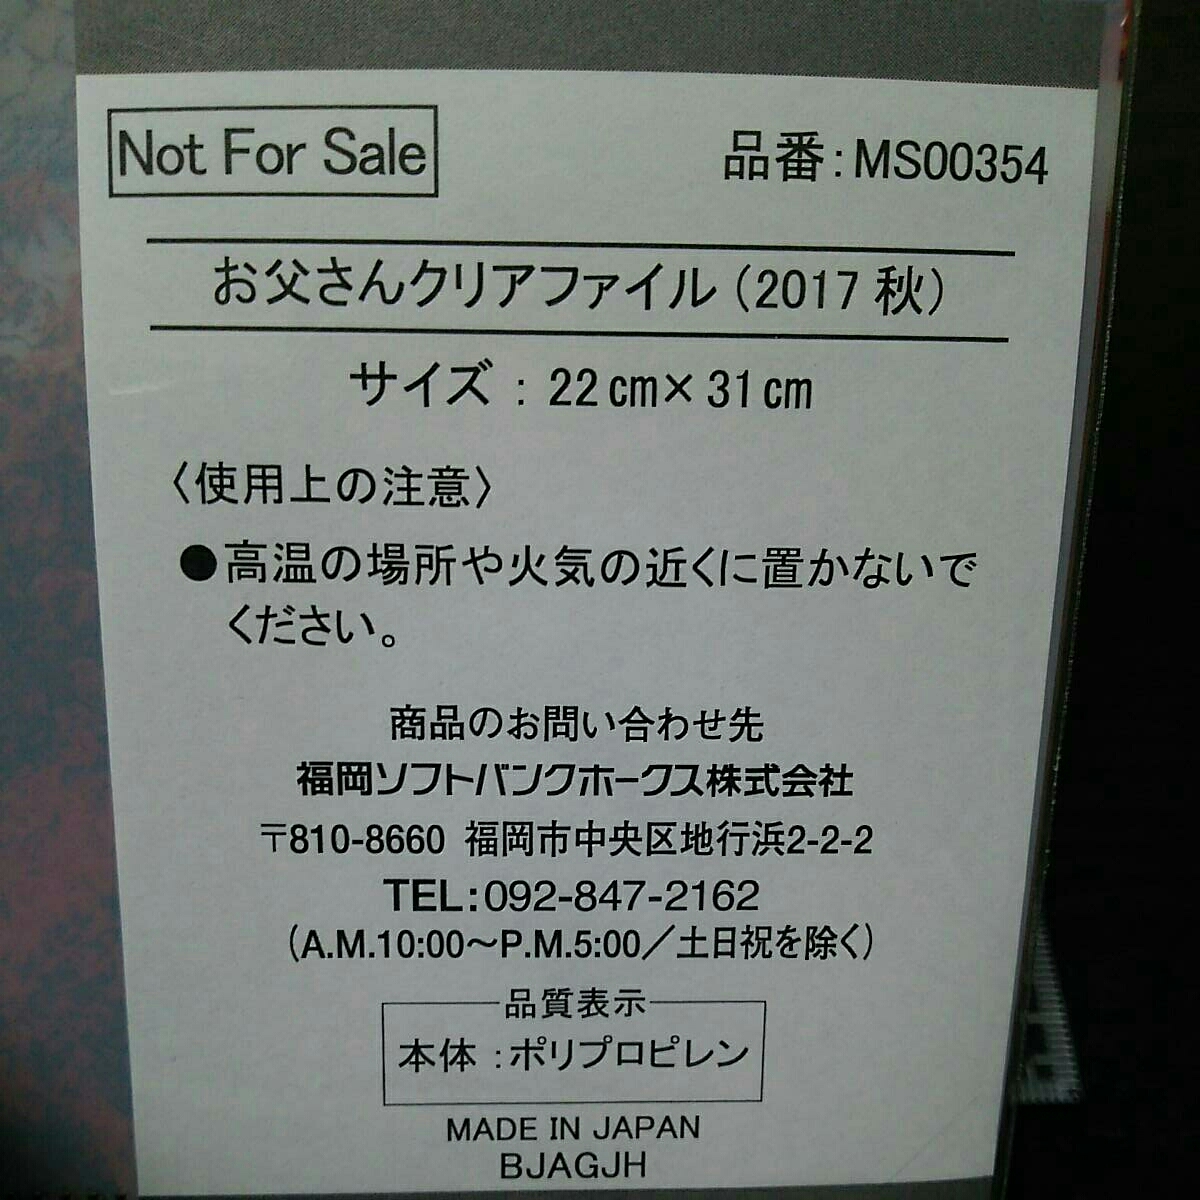 Not For Sale
品番:MS00354
お父さんクリアファイル(2017 秋)
サイズ : 22㎝×31㎝
〈使用上の注意〉
●高温の場所や火気の近くに置かないで
ください。
商品のお問い合わせ先
福岡ソフトバンクホークス株式会社
〒810-8660 福岡市中央区地行浜2-2-2
TEL:092-847-2162
(A.M.10:00～P.M.5:00／土日祝を除く)
品質表示
本体 :ポリプロピレン
MADE IN JAPAN
BJAGJH